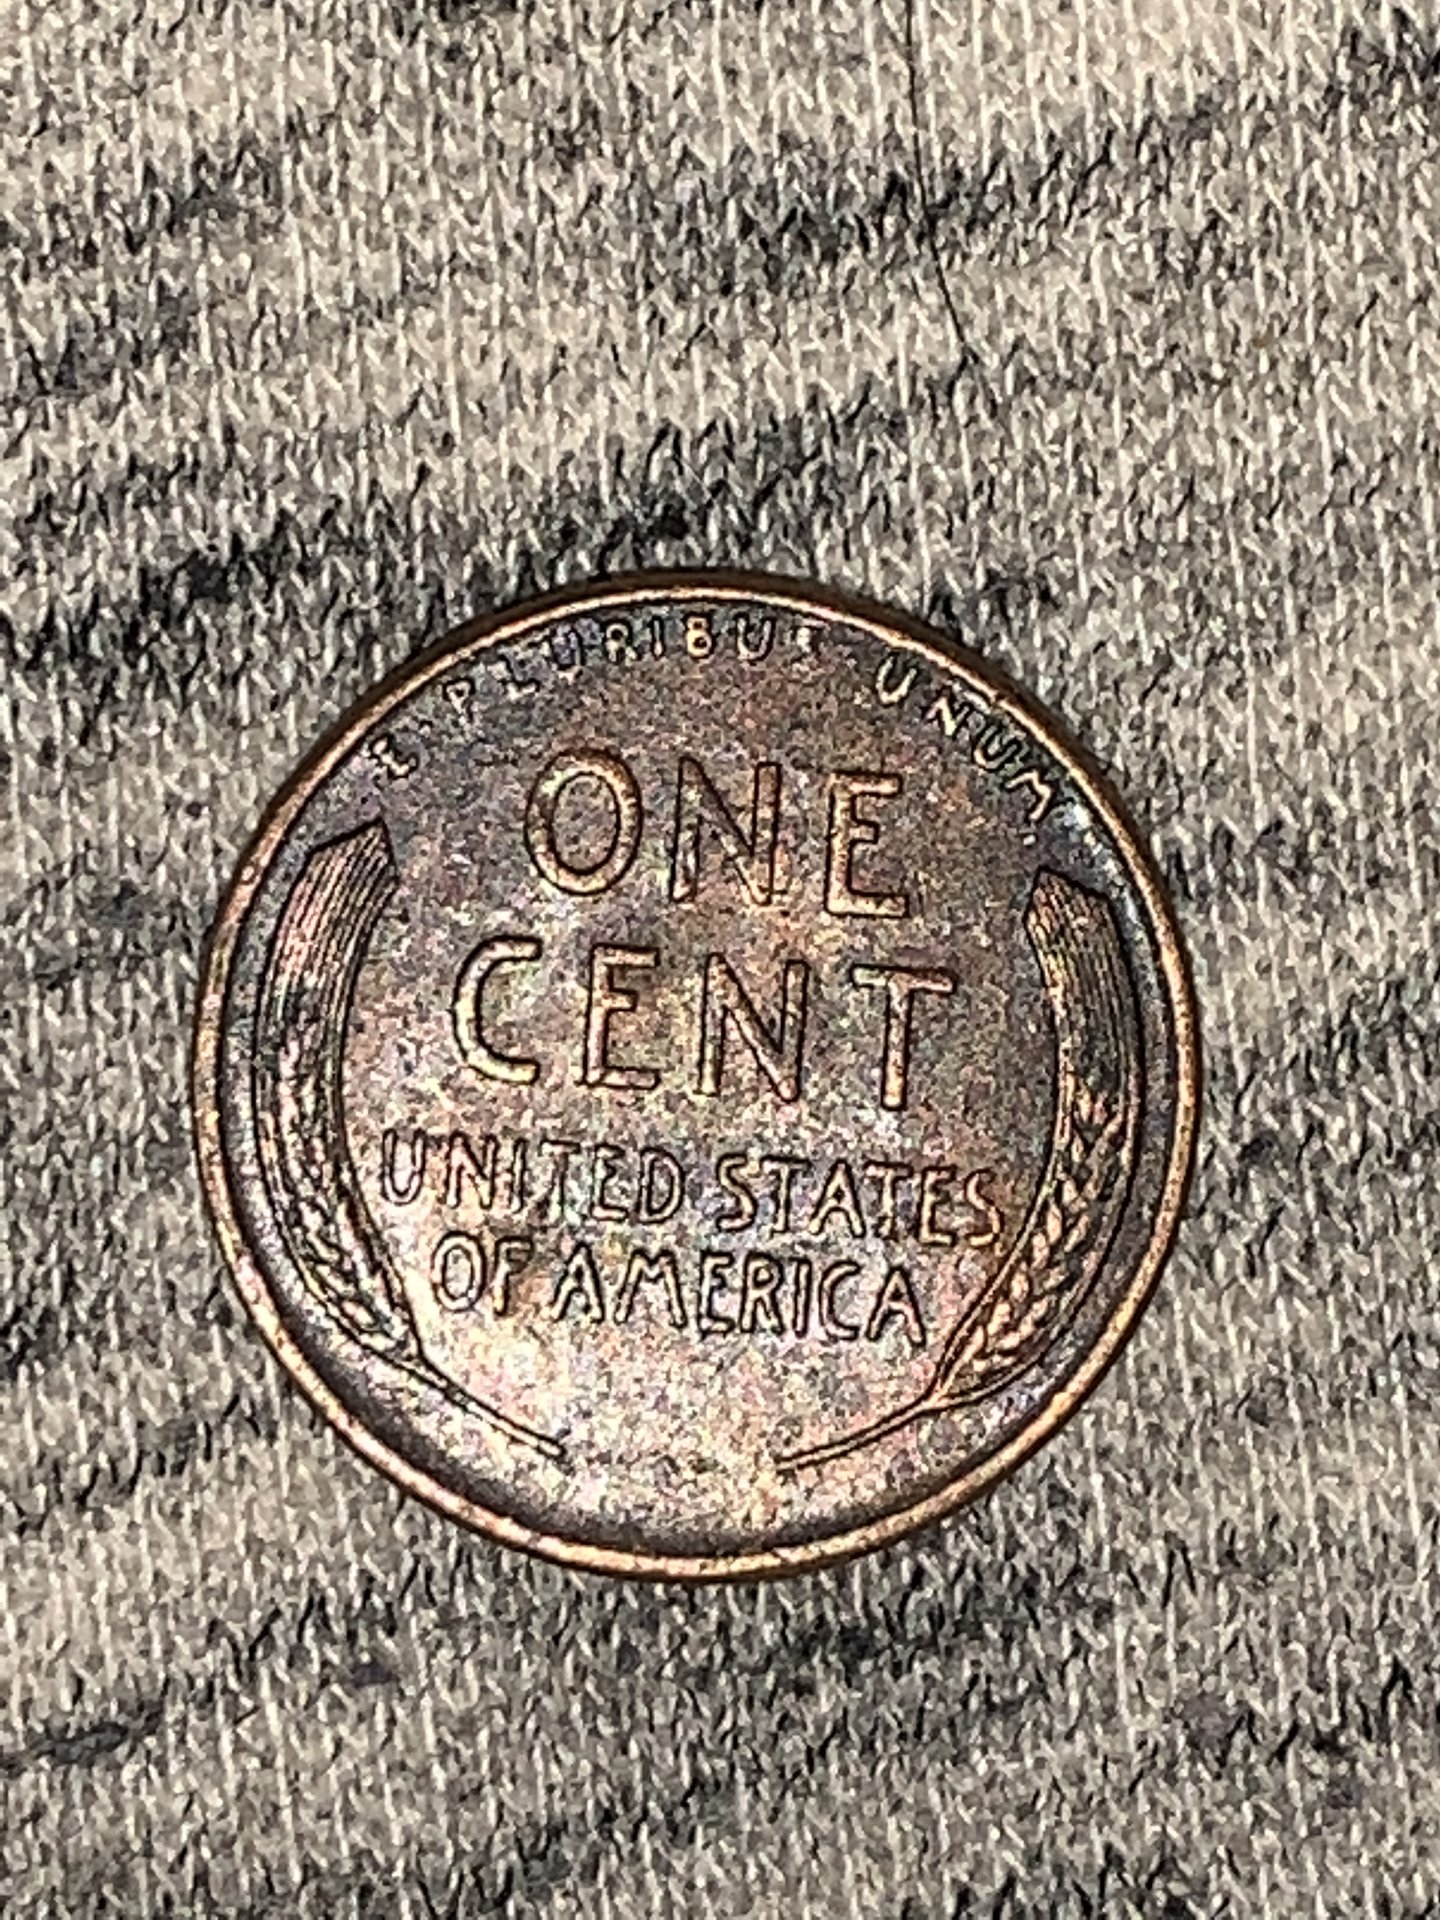 E PLURIBUS UNUM
ONE
CENT
UNITED STATES
OF AMERICA